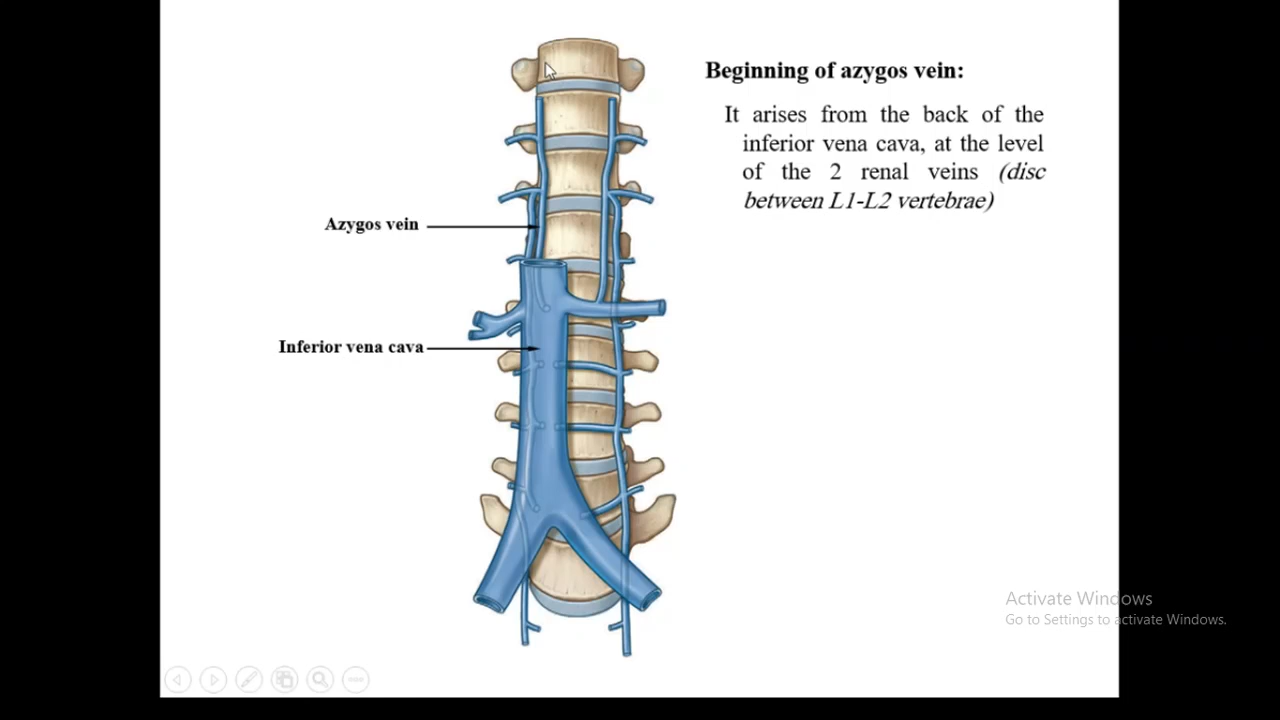 Beginning of azygos vein:
It arises from the back of the
inferior vena cava, at the level
of the 2 renal veins (disc
between L1-L2 vertebrae)
Azygos vein
Inferior vena cava
Activate Windows
Go to Settings to activate Windows.